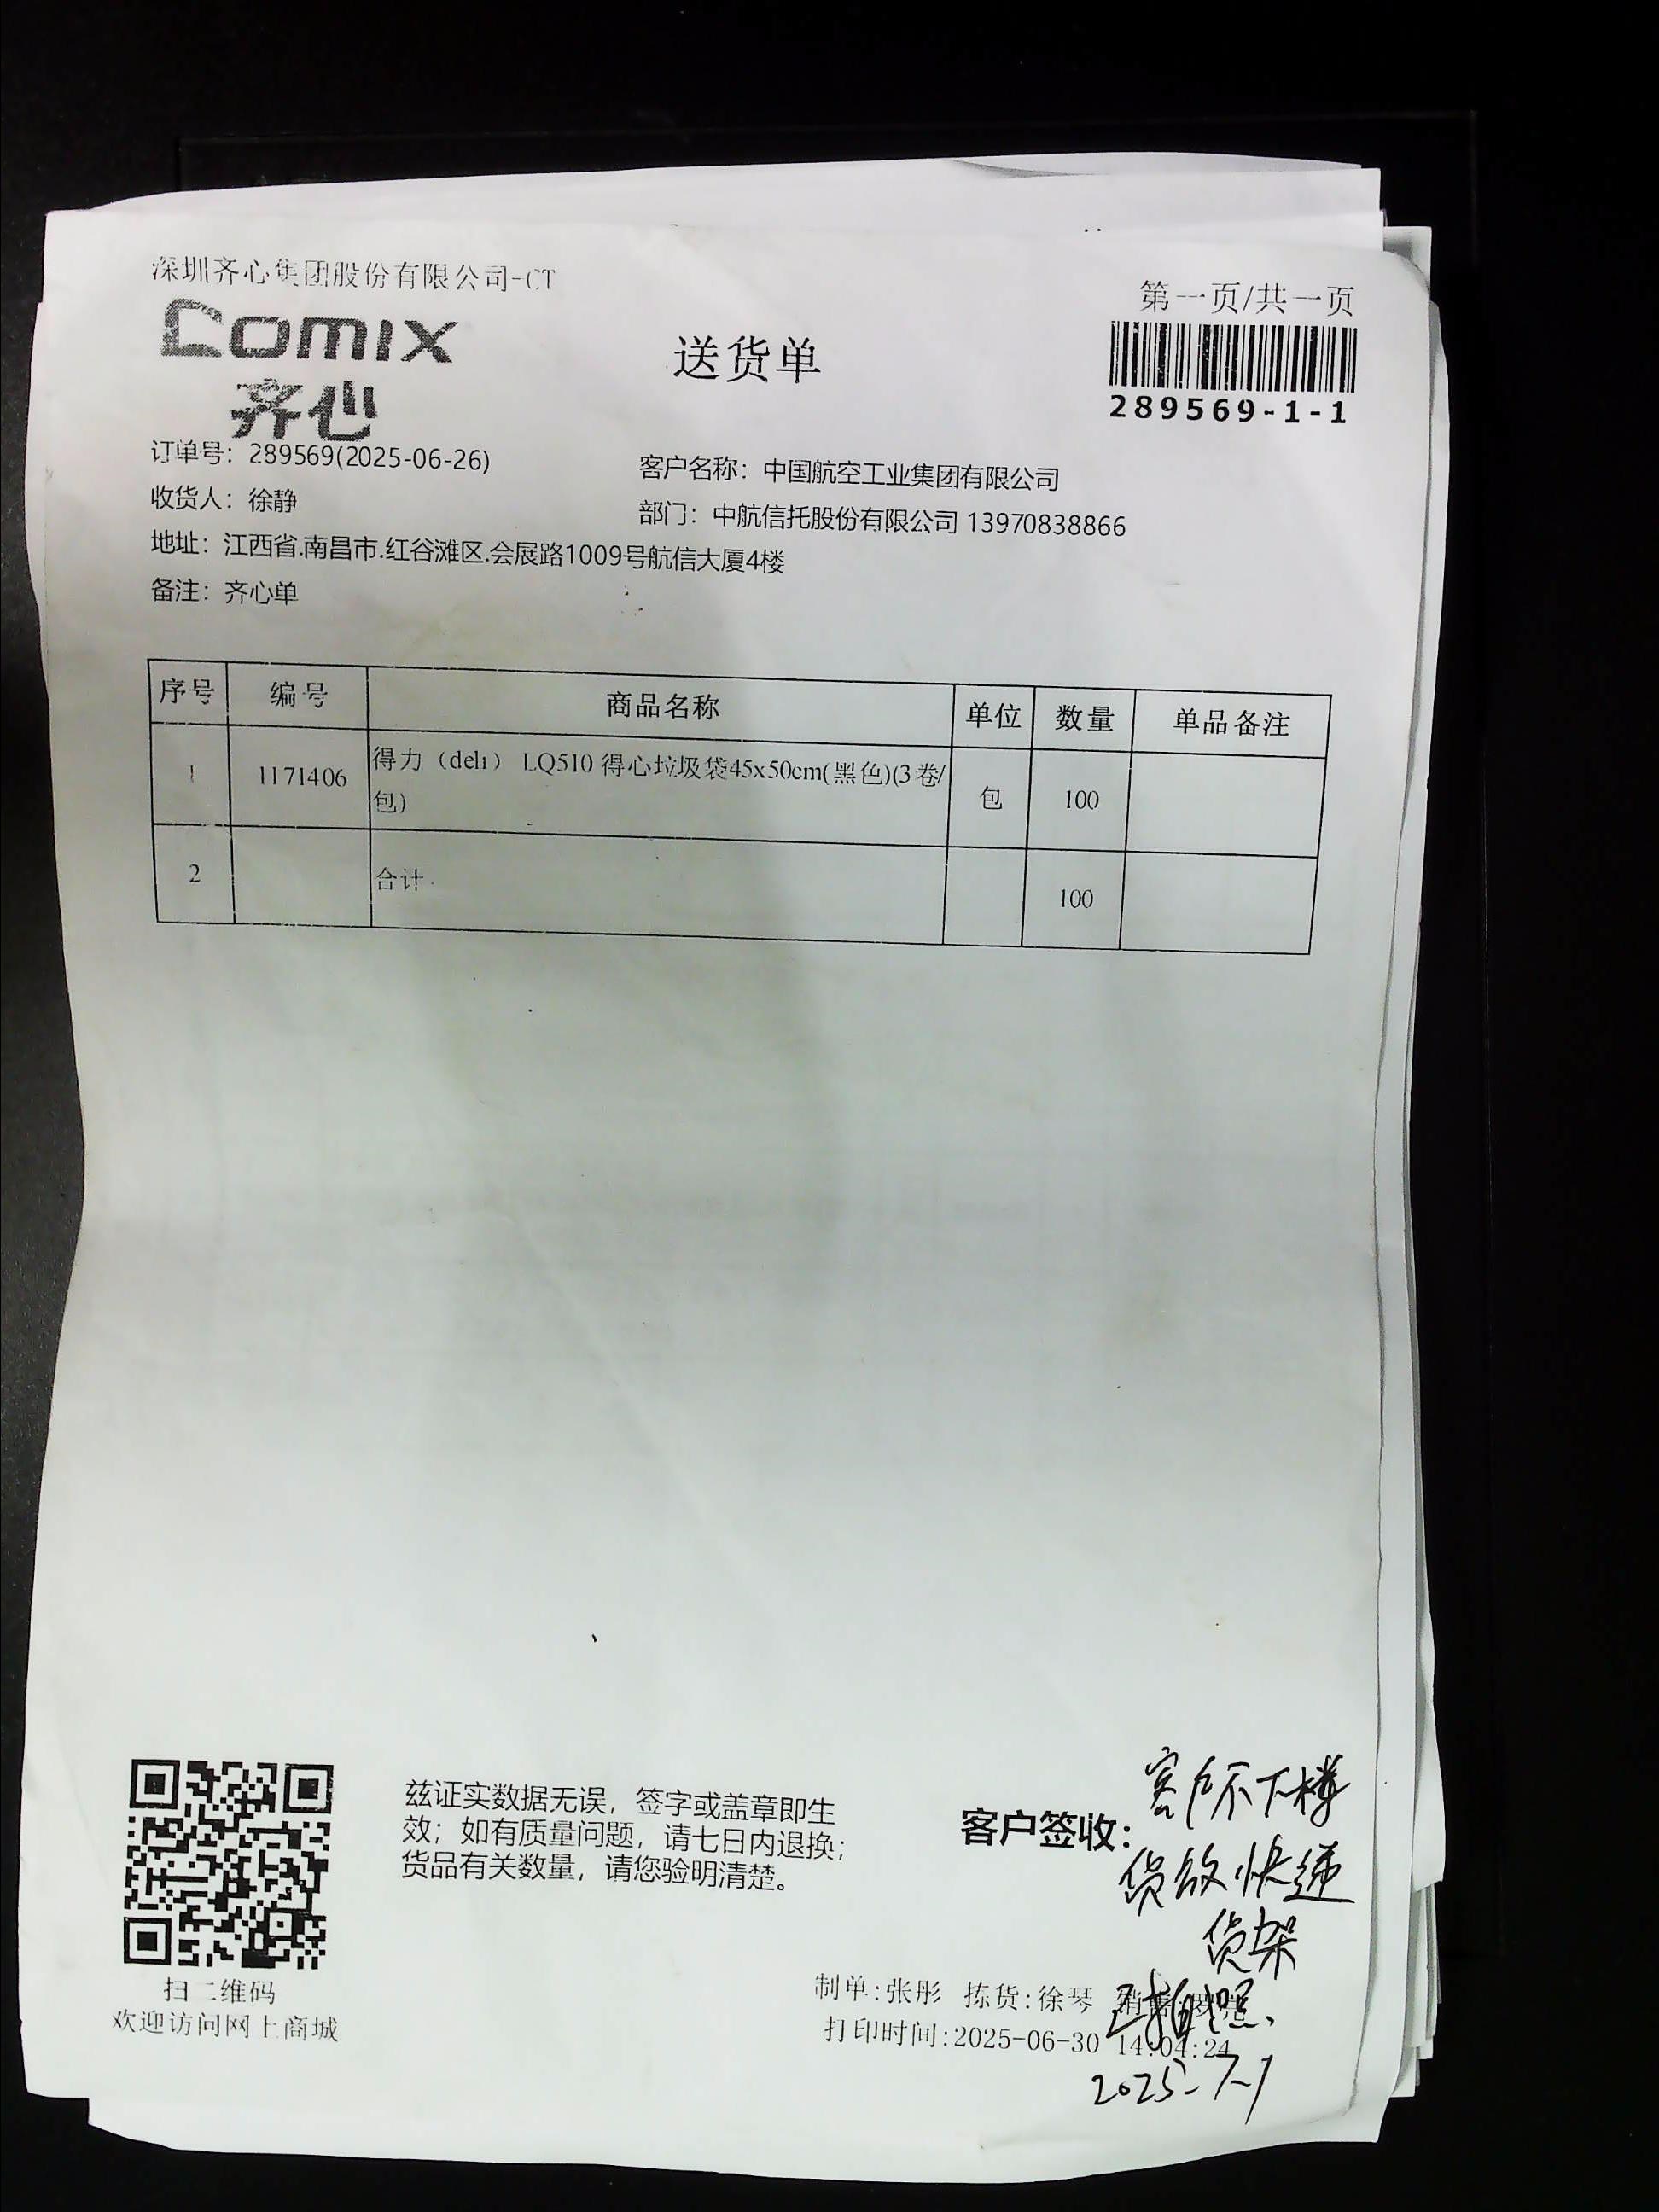 深圳齐心集团股份有限公司-CT
第一页/共一页
comix
齐心
送货单
289569-1-1
订单号：289569(2025-06-26)
客户名称：中国航空工业集团有限公司
收货人：徐静
部门：中航信托股份有限公司 13970838866
地址：江西省.南昌市.红谷滩区.会展路1009号航信大厦4楼
备注：齐心单
序号 编号 商品名称 单位 数量 单品备注
1 1171406 得力（deli） LQ510 得心垃圾袋45x50cm(黑色)(3卷/包) 包 100
2 合计 100
兹证实数据无误，签字或盖章即生
效；如有质量问题，请七日内退换；
货品有关数量，请您验明清楚。
客户签收：
客户不下楼
货放快递
货架
已拍照、
2025-7-1
扫二维码
欢迎访问网上商城
制单:张彤 拣货:徐琴
打印时间:2025-06-30 14:04:24